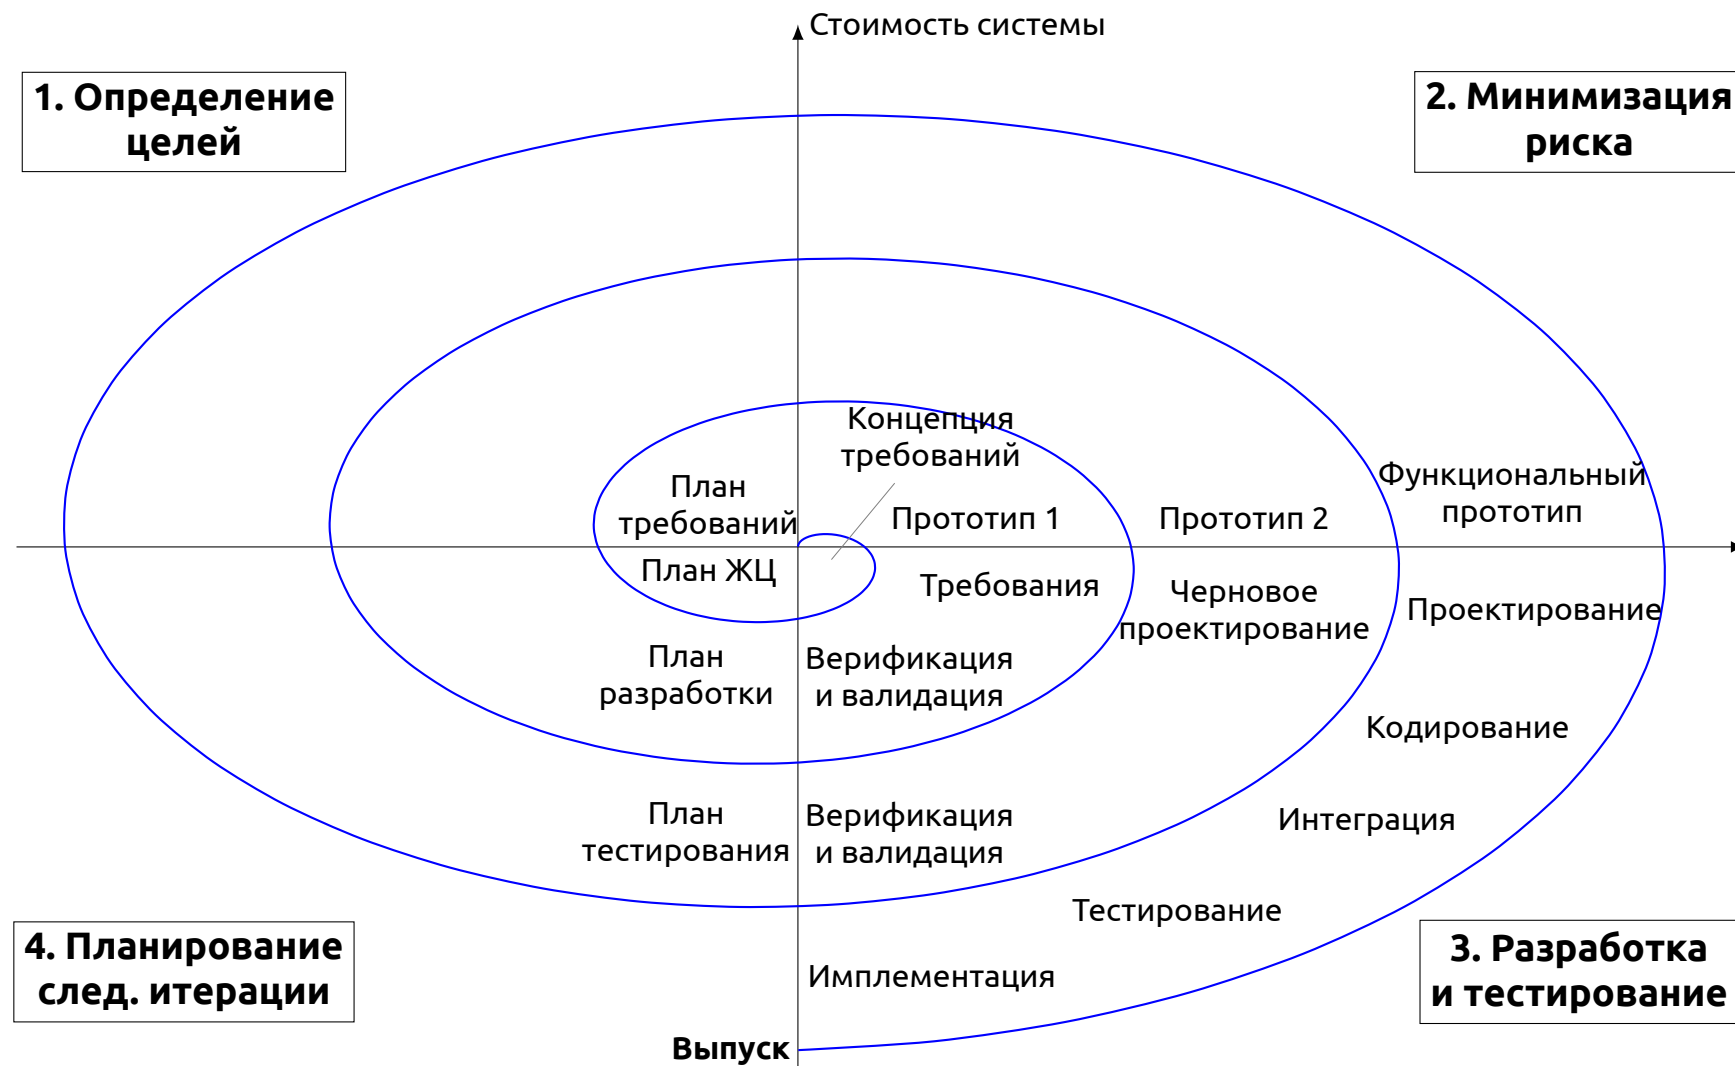 Стоимость системы
1. Определение
целей
2. Минимизация
риска
Концепция
требований
План
требований
Прототип 1
Прототип 2
Функциональный
прототип
План ЖЦ
Требования
Черновое
проектирование
Проектирование
План
разработки
Верификация
и валидация
Кодирование
План
тестирования
Верификация
и валидация
Интеграция
Тестирование
4. Планирование
след. итерации
Имплементация
3. Разработка
и тестирование
Выпуск